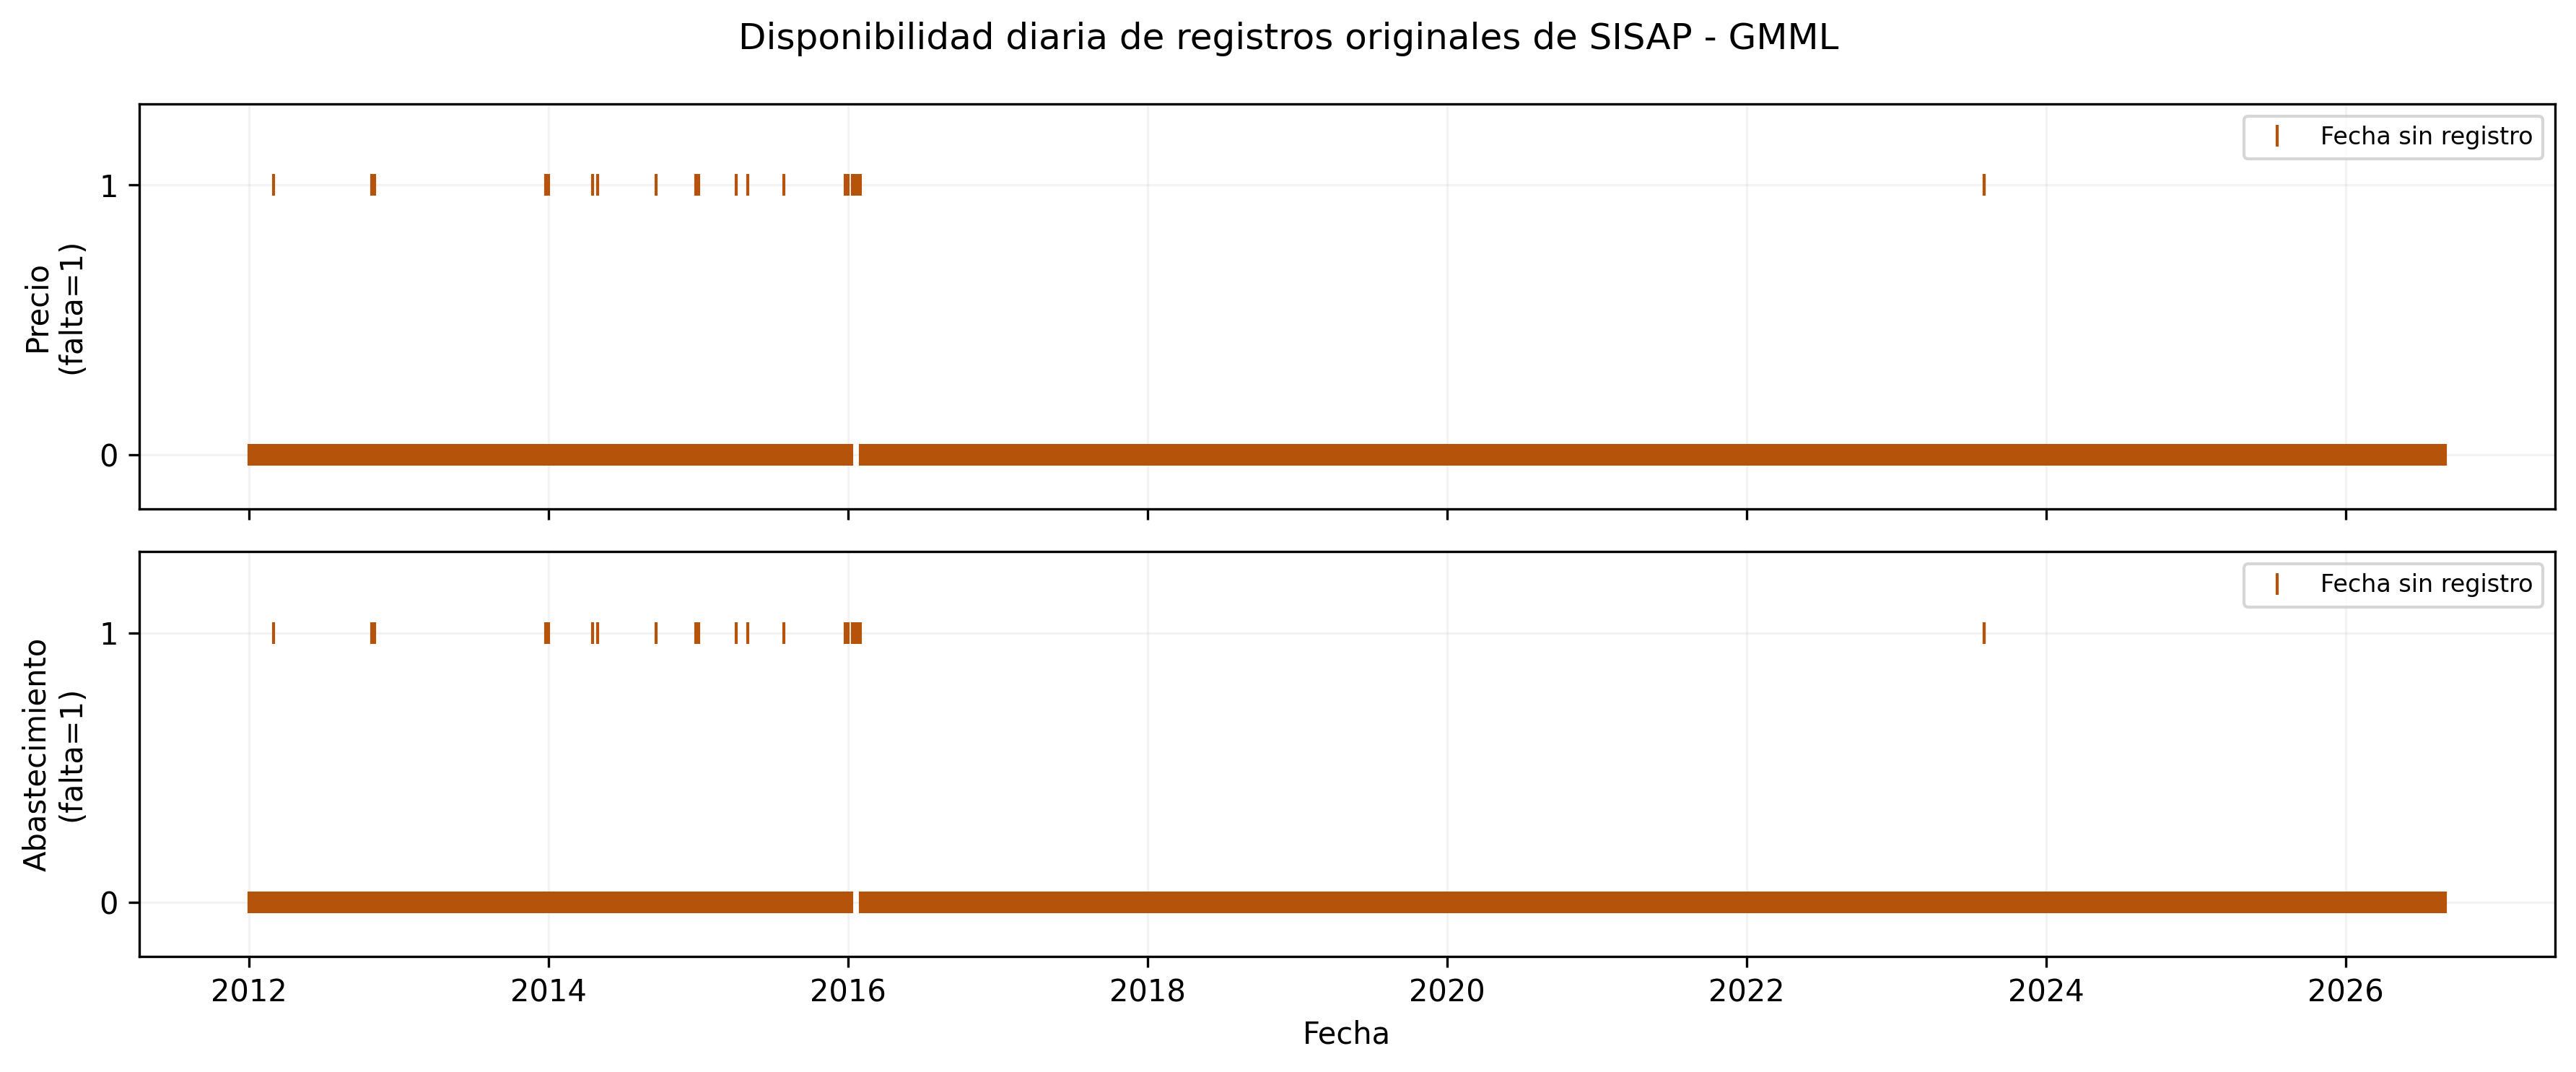 Disponibilidad diaria de registros originales de SISAP - GMML
Fecha sin registro
Precio
(falta=1)
1
0
Fecha sin registro
Abastecimiento
(falta=1)
1
0
2012 2014 2016 2018 2020 2022 2024 2026
Fecha